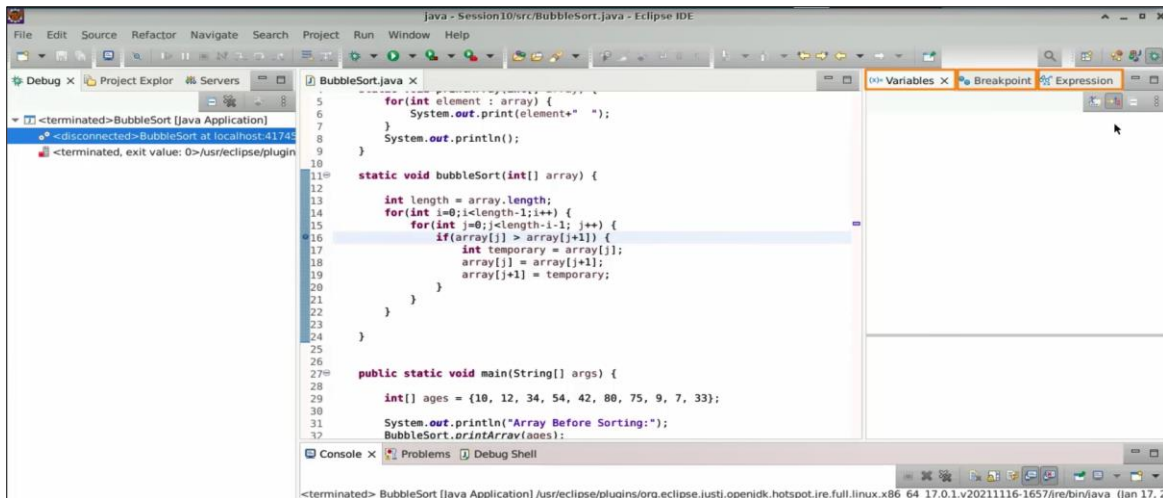 java - Session10/src/BubbleSort.java - Eclipse IDE
File Edit Source Refactor Navigate Search Project Run Window Help
Debug Project Explor Servers
BubbleSort.java
Variables Breakpoint Expression
<terminated>BubbleSort [Java Application]
<disconnected>BubbleSort at localhost:41745
<terminated, exit value: 0>/usr/eclipse/plugin
5 for(int element : array) {
6 System.out.print(element+"  ");
7 }
8 System.out.println();
9 }
10
11 static void bubbleSort(int[] array) {
12
13 int length = array.length;
14 for(int i=0;i<length-1;i++) {
15 for(int j=0;j<length-i-1; j++) {
16 if(array[j] > array[j+1]) {
17 int temporary = array[j];
18 array[j] = array[j+1];
19 array[j+1] = temporary;
20 }
21 }
22 }
23
24 }
25
26
27 public static void main(String[] args) {
28
29 int[] ages = {10, 12, 34, 54, 42, 80, 75, 9, 7, 33};
30
31 System.out.println("Array Before Sorting:");
32 BubbleSort.printArray(ages);
Console Problems Debug Shell
<terminated> BubbleSort [Java Application] /usr/eclipse/plugins/org.eclipse.justj.openjdk.hotspot.jre.full.linux.x86_64_17.0.1.v20211116-1657/jre/bin/java (Jan 17,